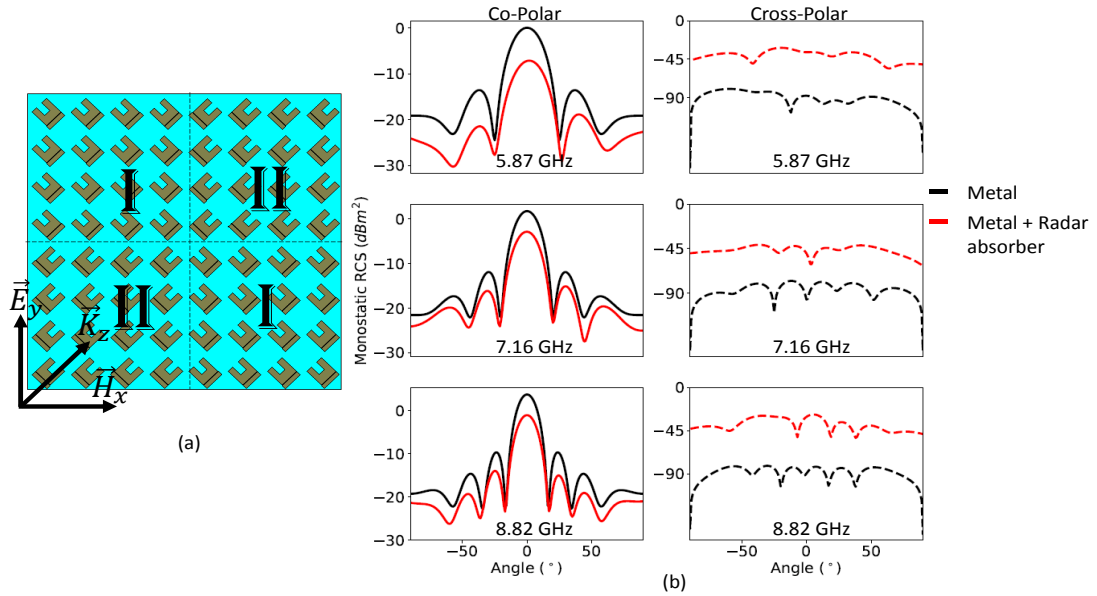 Co-Polar
Cross-Polar
0
−10
−20
−30
5.87 GHz
0
−45
−90
5.87 GHz
I
II
II
I
E⃗y
K⃗z
H⃗x
(a)
Monostatic RCS (dBm²)
0
−10
−20
−30
7.16 GHz
0
−45
−90
7.16 GHz
Metal
Metal + Radar
absorber
0
−10
−20
−30
8.82 GHz
−50
0
50
Angle (°)
0
−45
−90
8.82 GHz
−50
0
50
Angle (°)
(b)